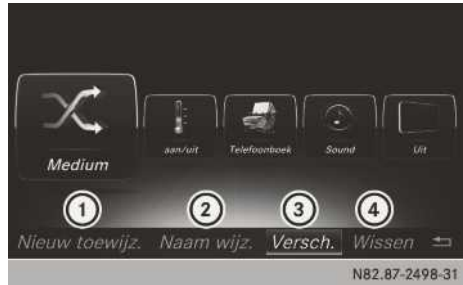 Medium
aan/uit
Telefoonboek
Sound
Uit
1
2
3
4
Nieuw toewijz.
Naam wijz.
Versch.
Wissen
N82.87-2498-31